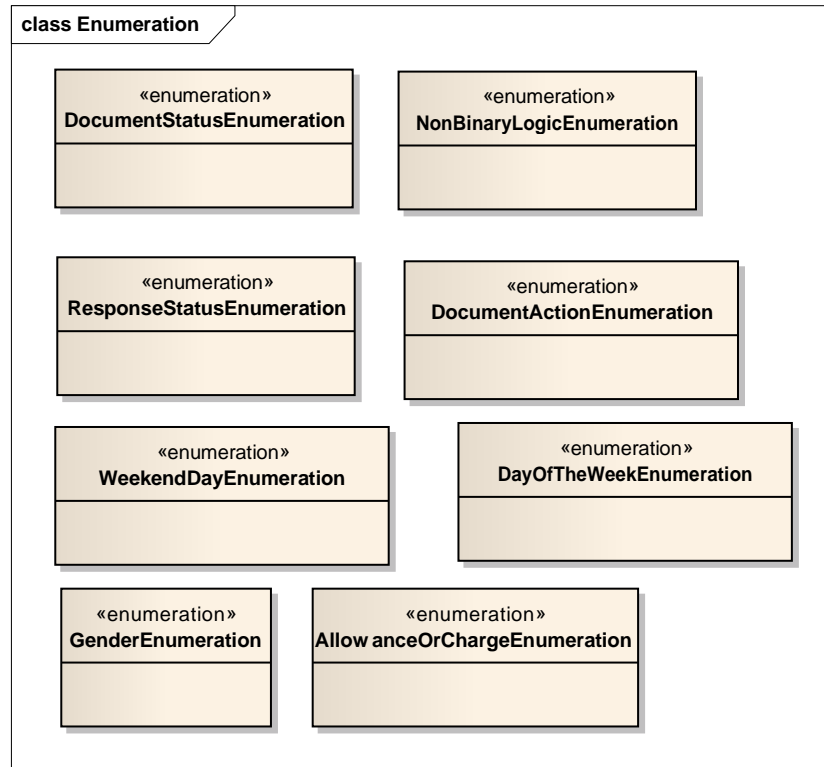 class Enumeration
«enumeration»
DocumentStatusEnumeration
«enumeration»
NonBinaryLogicEnumeration
«enumeration»
ResponseStatusEnumeration
«enumeration»
DocumentActionEnumeration
«enumeration»
WeekendDayEnumeration
«enumeration»
DayOfTheWeekEnumeration
«enumeration»
GenderEnumeration
«enumeration»
Allow anceOrChargeEnumeration